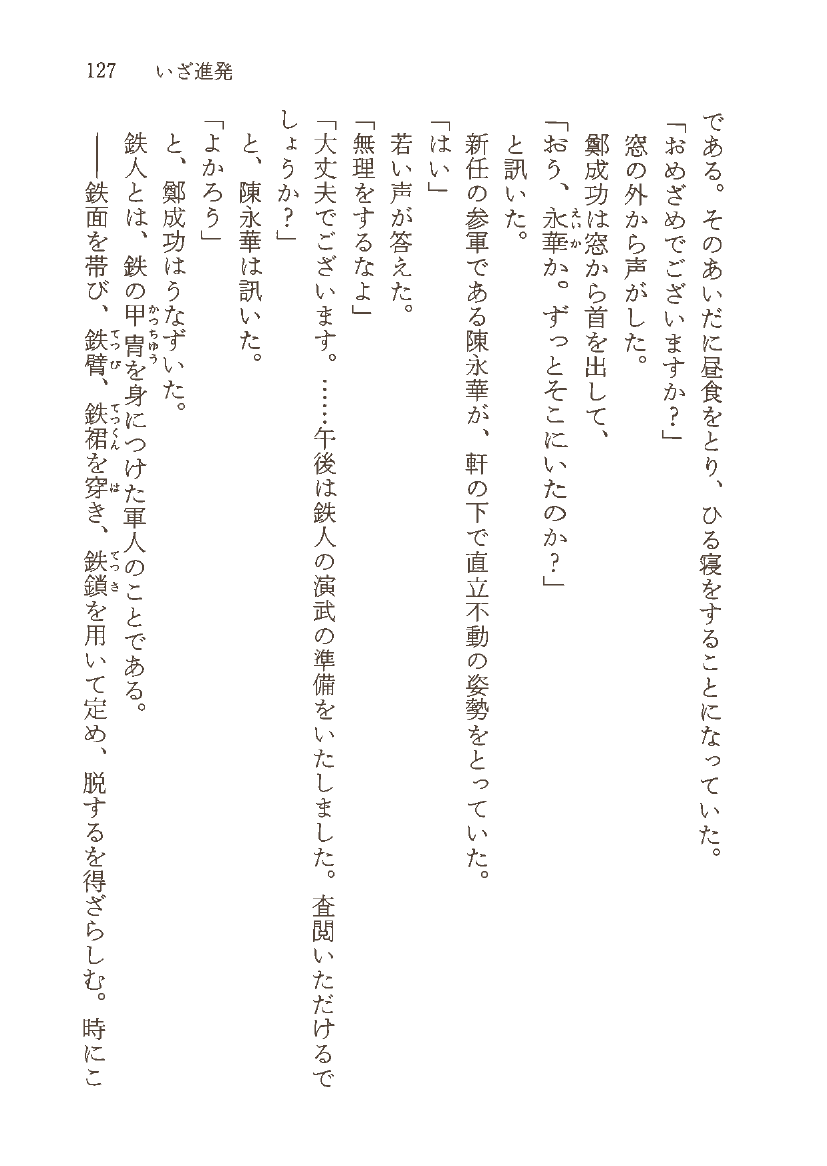 127　いざ進発
である。そのあいだに昼食をとり、ひる寝をすることになっていた。
「おめざめでございますか？」
窓の外から声がした。
鄭成功は窓から首を出して、
「おう、永華か。ずっとそこにいたのか？」
と訊いた。
新任の参軍である陳永華が、軒の下で直立不動の姿勢をとっていた。
「はい」
若い声が答えた。
「無理をするなよ」
「大丈夫でございます。……午後は鉄人の演武の準備をいたしました。査閲いただけるで
しょうか？」
と、陳永華は訊いた。
「よかろう」
と、鄭成功はうなずいた。
鉄人とは、鉄の甲冑を身につけた軍人のことである。
――鉄面を帯び、鉄臂、鉄裙を穿き、鉄鎖を用いて定め、脱するを得ざらしむ。時にこ